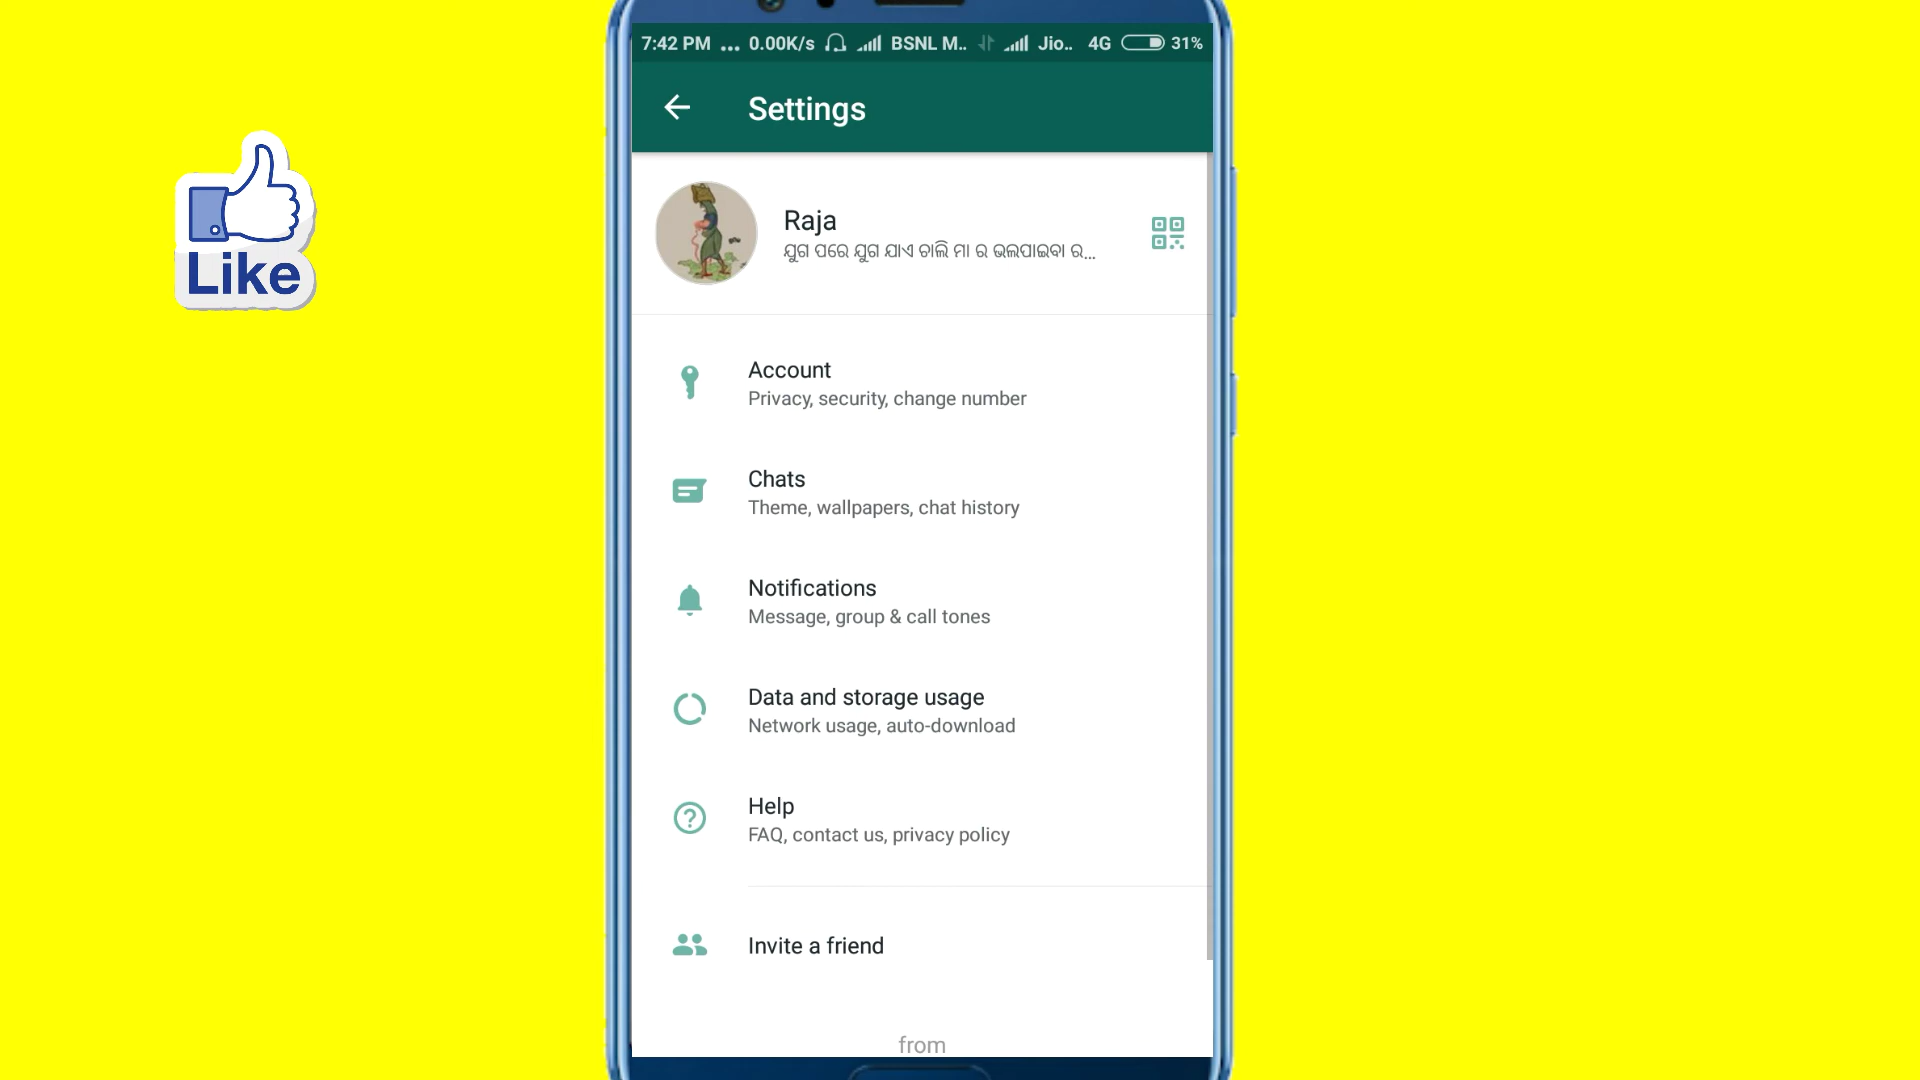 7:42 PM ... 0.00K/s BSNL M.. Jio.. 4G 31%
Settings
Raja
ଯୁଗ ପରେ ଯୁଗ ଯାଏ ଚାଲି ମା ର ଭଲପାଇବା ର...
Like
Account
Privacy, security, change number
Chats
Theme, wallpapers, chat history
Notifications
Message, group & call tones
Data and storage usage
Network usage, auto-download
Help
FAQ, contact us, privacy policy
Invite a friend
from